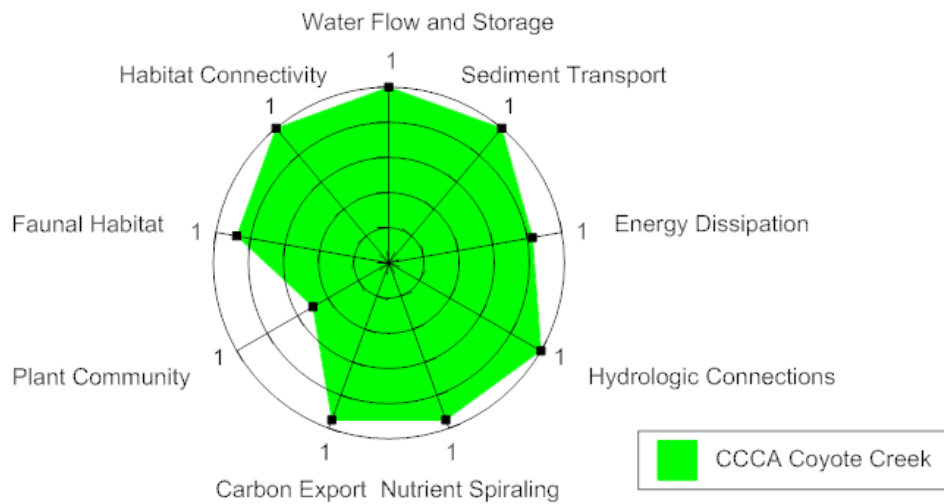 Water Flow and Storage
1
Habitat Connectivity
Sediment Transport
1
1
Faunal Habitat
1
1
Energy Dissipation
Plant Community
1
1
Hydrologic Connections
1
1
Carbon Export
Nutrient Spiraling
CCCA Coyote Creek